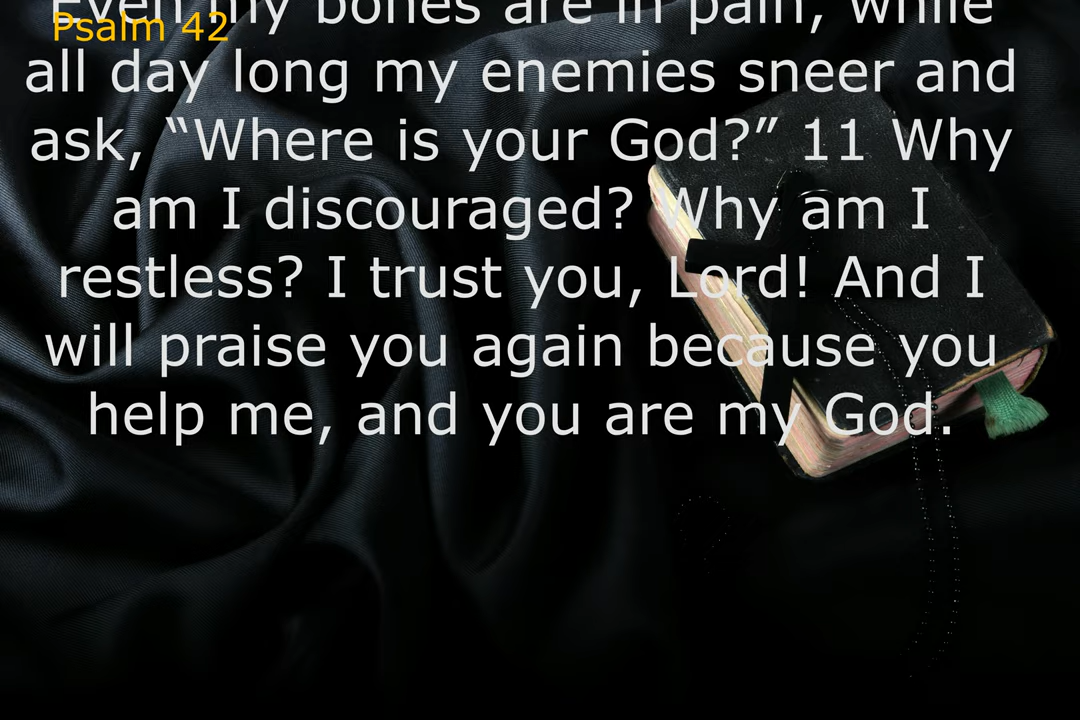 Even my bones are in pain, while
Psalm 42
all day long my enemies sneer and
ask, “Where is your God?” 11 Why
am I discouraged? Why am I
restless? I trust you, Lord! And I
will praise you again because you
help me, and you are my God.